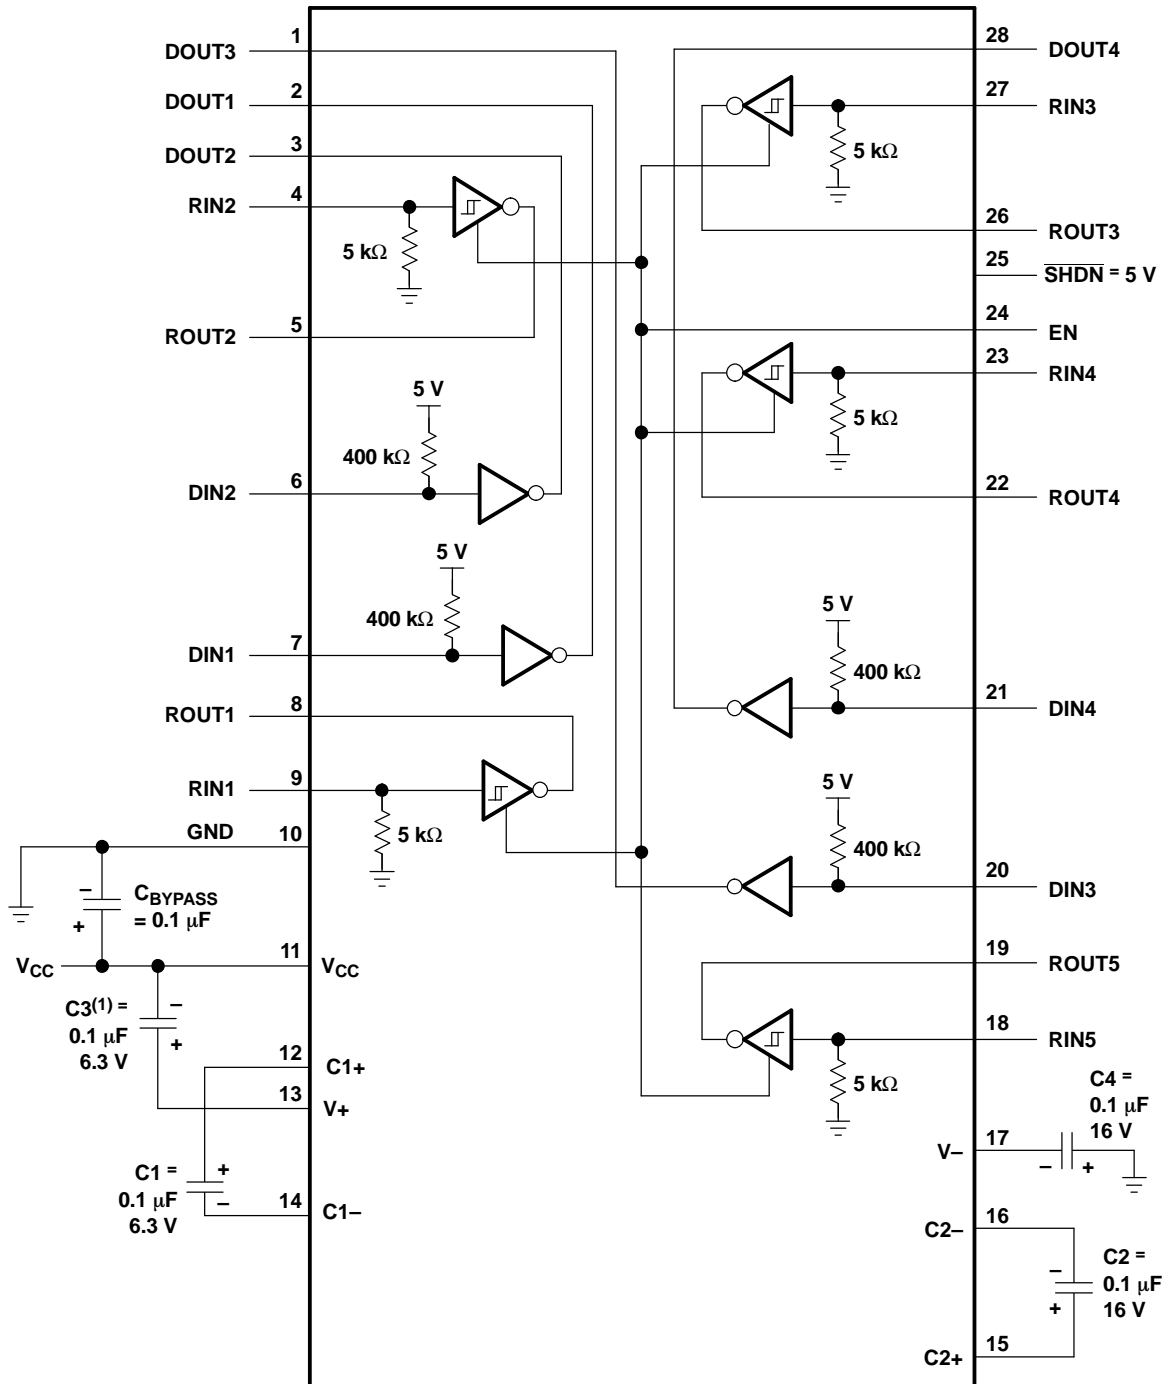 1
DOUT3
2
DOUT1
3
DOUT2
4
RIN2
5 kΩ
5
ROUT2
5 V
400 kΩ
6
DIN2
5 V
400 kΩ
7
DIN1
8
ROUT1
9
RIN1
5 kΩ
GND
10
–
+
CBYPASS
= 0.1 μF
11
VCC
VCC
C3(1) =
0.1 μF
6.3 V
–
+
12
C1+
13
V+
C1 =
0.1 μF
6.3 V
+
–
14
C1–
28
DOUT4
27
RIN3
5 kΩ
26
ROUT3
25
SHDN = 5 V
24
EN
23
RIN4
5 kΩ
22
ROUT4
5 V
400 kΩ
21
DIN4
5 V
400 kΩ
20
DIN3
19
ROUT5
18
RIN5
5 kΩ
C4 =
0.1 μF
16 V
17
V–
–
+
16
C2–
C2 =
0.1 μF
16 V
–
+
15
C2+